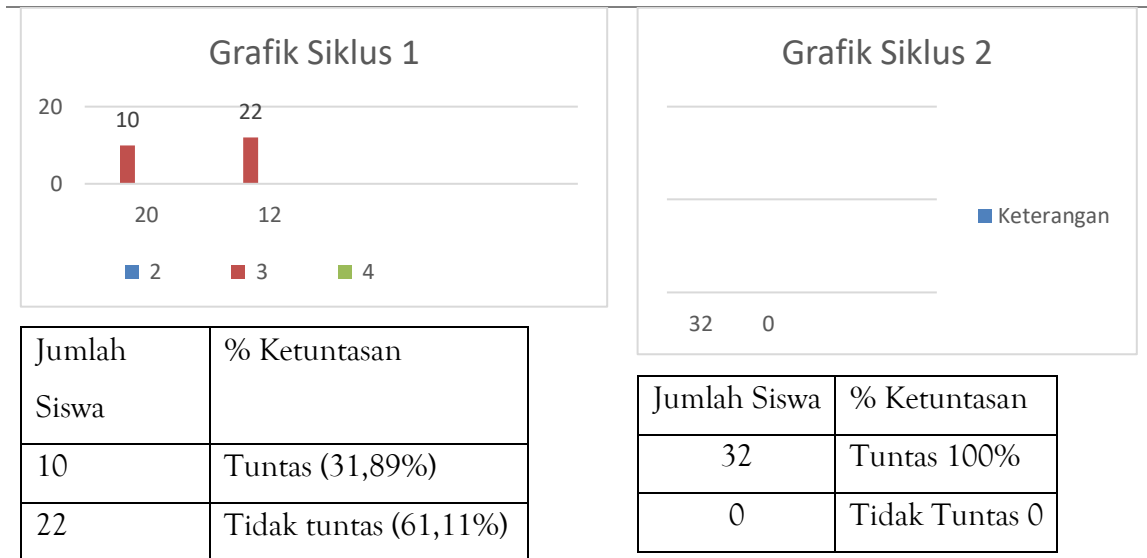 Grafik Siklus 1
20
10
22
0
20 12
2 3 4
Jumlah Siswa % Ketuntasan
10 Tuntas (31,89%)
22 Tidak tuntas (61,11%)
Grafik Siklus 2
Keterangan
32 0
Jumlah Siswa % Ketuntasan
32 Tuntas 100%
0 Tidak Tuntas 0